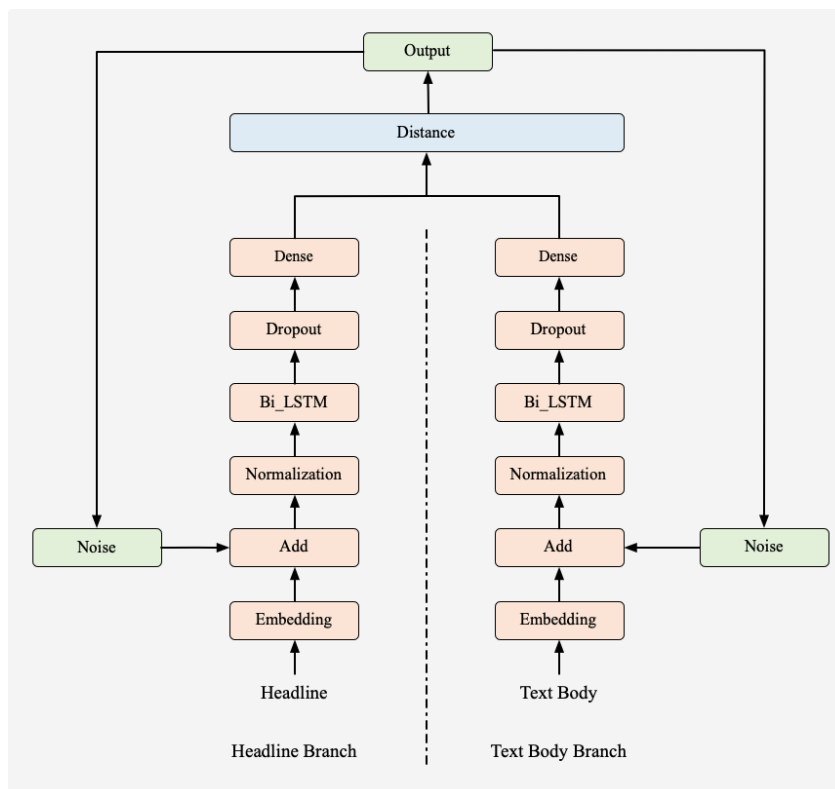 Output
Distance
Dense
Dense
Dropout
Dropout
Bi_LSTM
Bi_LSTM
Normalization
Normalization
Noise
Add
Add
Noise
Embedding
Embedding
Headline
Text Body
Headline Branch
Text Body Branch